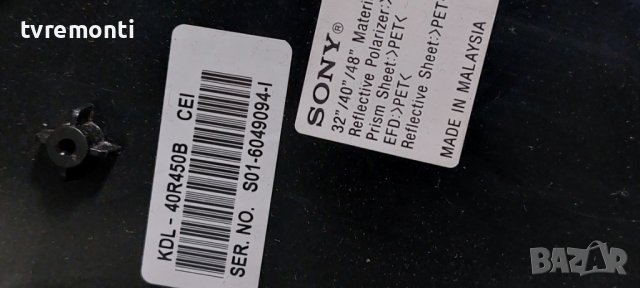 tvremonti
KDL - 40R450B CEI
SER. NO. S01-6049094-I
SONY®
32"/40"/48" Materi
Reflective Polarizer:>
Prism Sheet:>PET<
EFD:>PET<
Reflective Sheet:>PET
MADE IN MALAYSIA
BAZAR